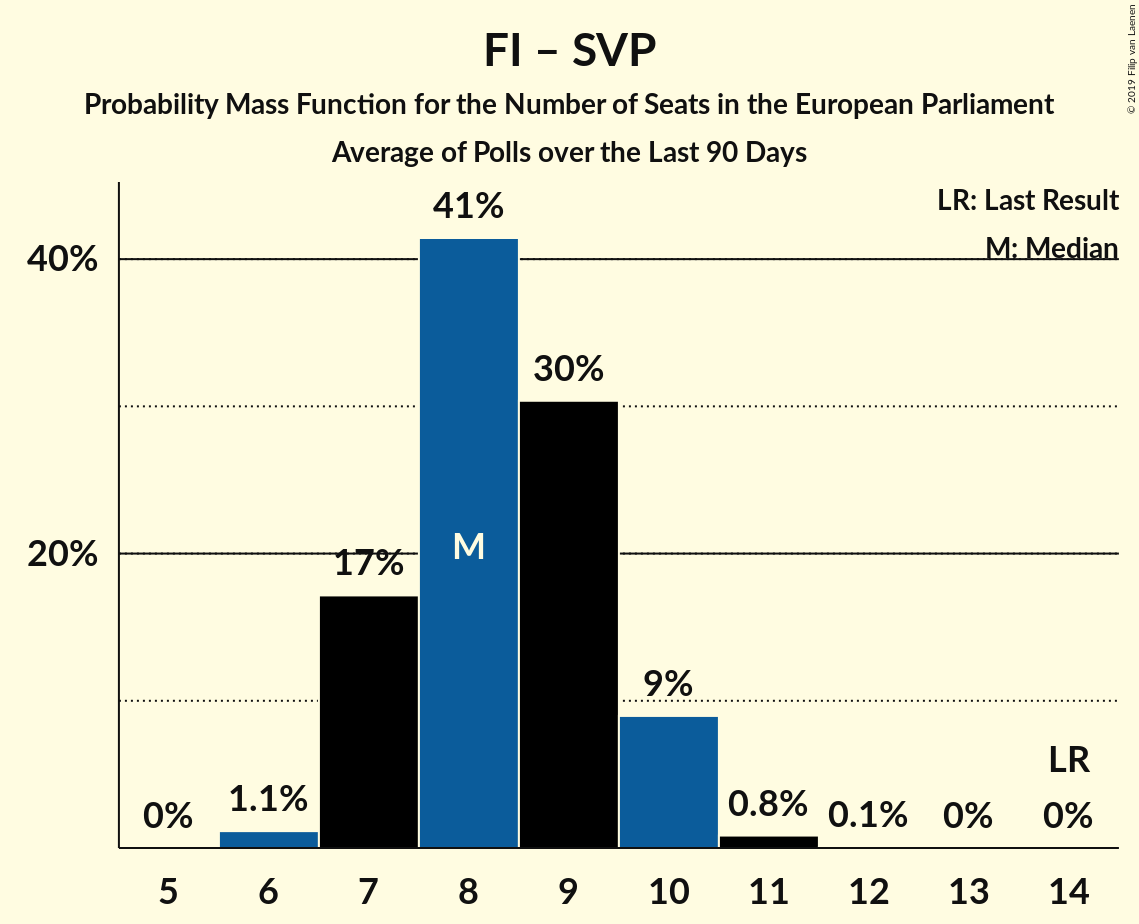 FI – SVP
Probability Mass Function for the Number of Seats in the European Parliament
Average of Polls over the Last 90 Days
© 2019 Filip van Laenen
LR: Last Result
M: Median
40%
20%
0%
1.1%
17%
41%
M
30%
9%
0.8%
0.1%
0%
LR
0%
5 6 7 8 9 10 11 12 13 14